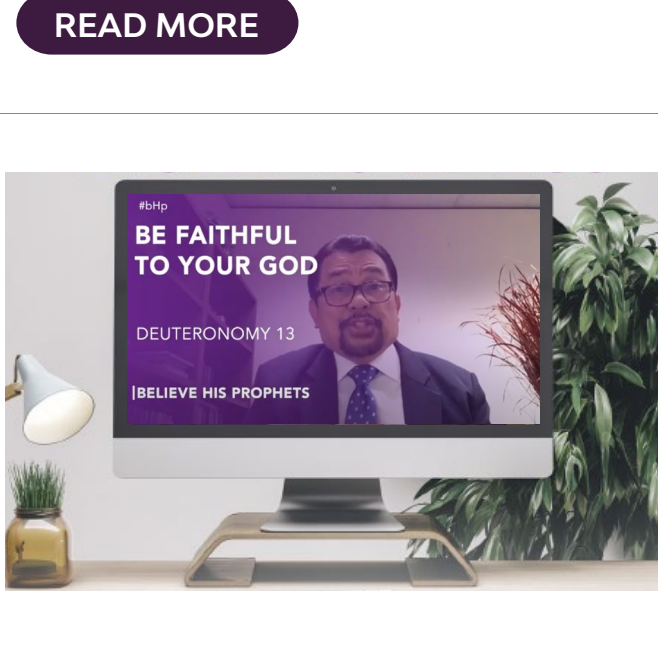 READ MORE
#bHp
BE FAITHFUL
TO YOUR GOD
DEUTERONOMY 13
|BELIEVE HIS PROPHETS